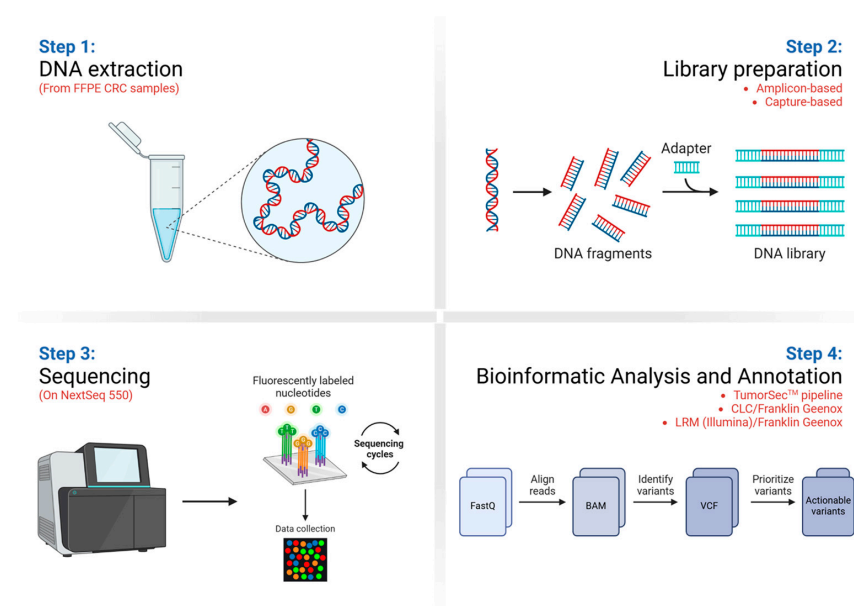 Step 1:
DNA extraction
(From FFPE CRC samples)
Step 2:
Library preparation
• Amplicon-based
• Capture-based
Adapter
DNA fragments
DNA library
Step 3:
Sequencing
(On NextSeq 550)
Fluorescently labeled
nucleotides
A G T C
T T T
G G G
C C C
Sequencing
cycles
Data collection
Step 4:
Bioinformatic Analysis and Annotation
• TumorSec™ pipeline
• CLC/Franklin Geenox
• LRM (Illumina)/Franklin Geenox
FastQ
Align
reads
BAM
Identify
variants
VCF
Prioritize
variants
Actionable
variants